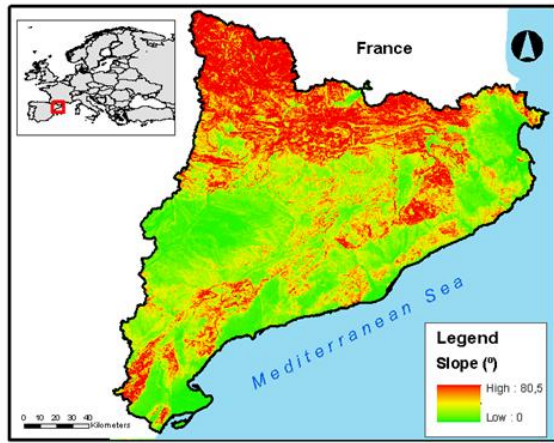 France
Mediterranean Sea
Legend
Slope (º)
High : 80,5
Low : 0
0 10 20 30 40
Kilometers